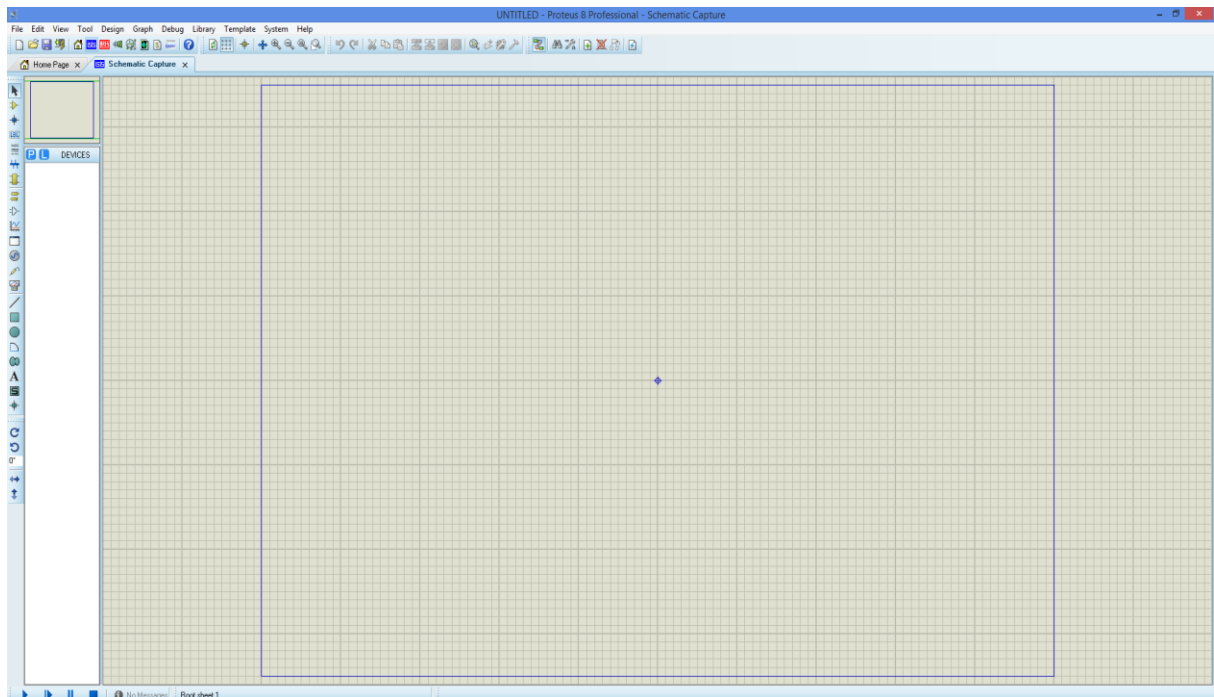 UNTITLED - Proteus 8 Professional - Schematic Capture
File Edit View Tool Design Graph Debug Library Template System Help
Home Page x Schematic Capture x
P L DEVICES
0°
No Messages Root sheet 1